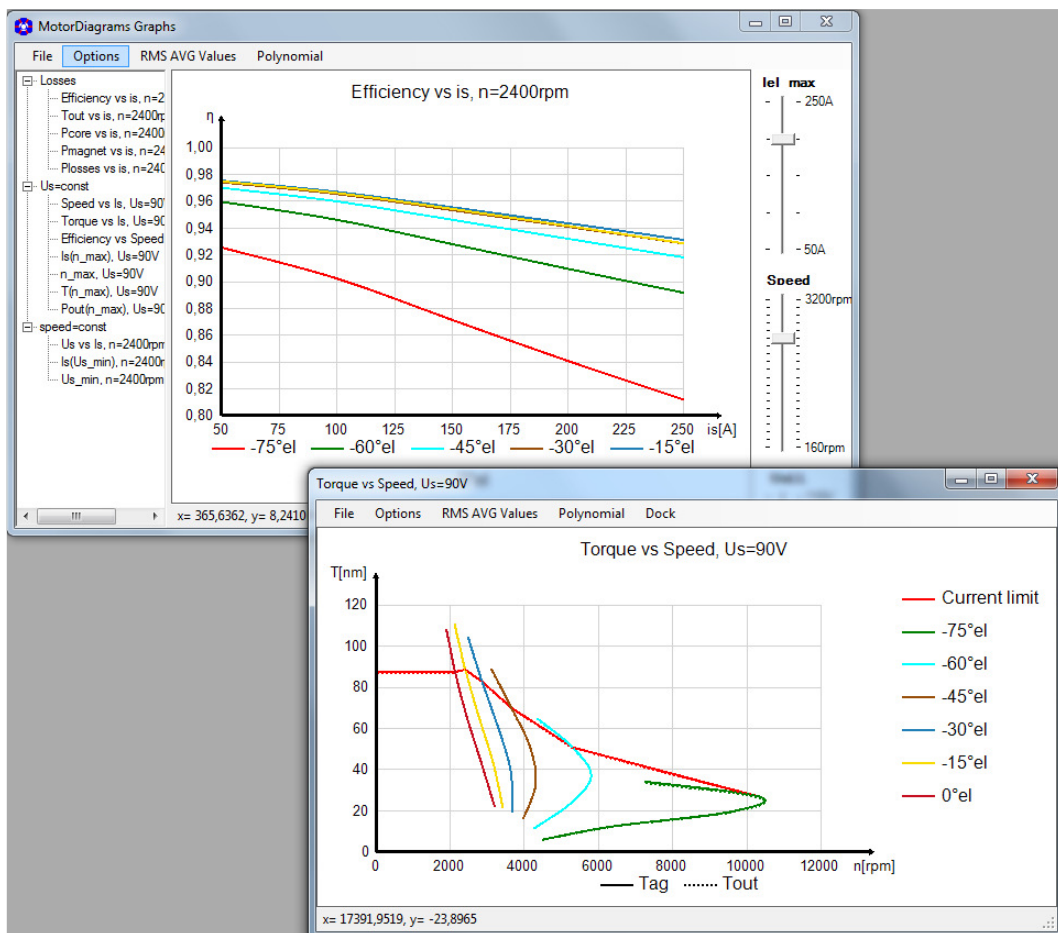 MotorDiagrams Graphs
File Options RMS AVG Values Polynomial
Losses
Efficiency vs is, n=2
Tout vs is, n=2400rp
Pcore vs is, n=2400
Pmagnet vs is, n=24
Plosses vs is, n=240
Us=const
Speed vs Is, Us=90
Torque vs Is, Us=90
Efficiency vs Speed
Is(n_max), Us=90V
n_max, Us=90V
T(n_max), Us=90V
Pout(n_max), Us=90
speed=const
Us vs Is, n=2400rpm
Is(Us_min), n=2400r
Us_min, n=2400rpm
Efficiency vs is, n=2400rpm
η
1,00
0,98
0,96
0,94
0,92
0,90
0,88
0,86
0,84
0,82
0,80
50 75 100 125 150 175 200 225 250 is[A]
-75°el -60°el -45°el -30°el -15°el
Iel max
250A
50A
Speed
3200rpm
160rpm
x= 365,6362, y= 8,2410
Torque vs Speed, Us=90V
File Options RMS AVG Values Polynomial Dock
Torque vs Speed, Us=90V
T[nm]
120
100
80
60
40
20
0
0 2000 4000 6000 8000 10000 12000 n[rpm]
Tag Tout
Current limit
-75°el
-60°el
-45°el
-30°el
-15°el
0°el
x= 17391,9519, y= -23,8965